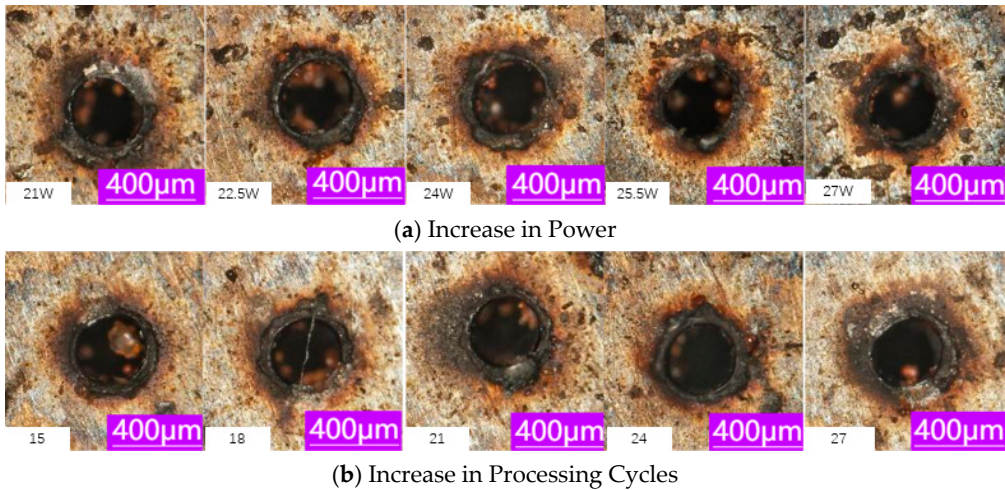 21W
400µm
22.5W
400µm
24W
400µm
25.5W
400µm
27W
400µm
(a) Increase in Power
15
400µm
18
400µm
21
400µm
24
400µm
27
400µm
(b) Increase in Processing Cycles